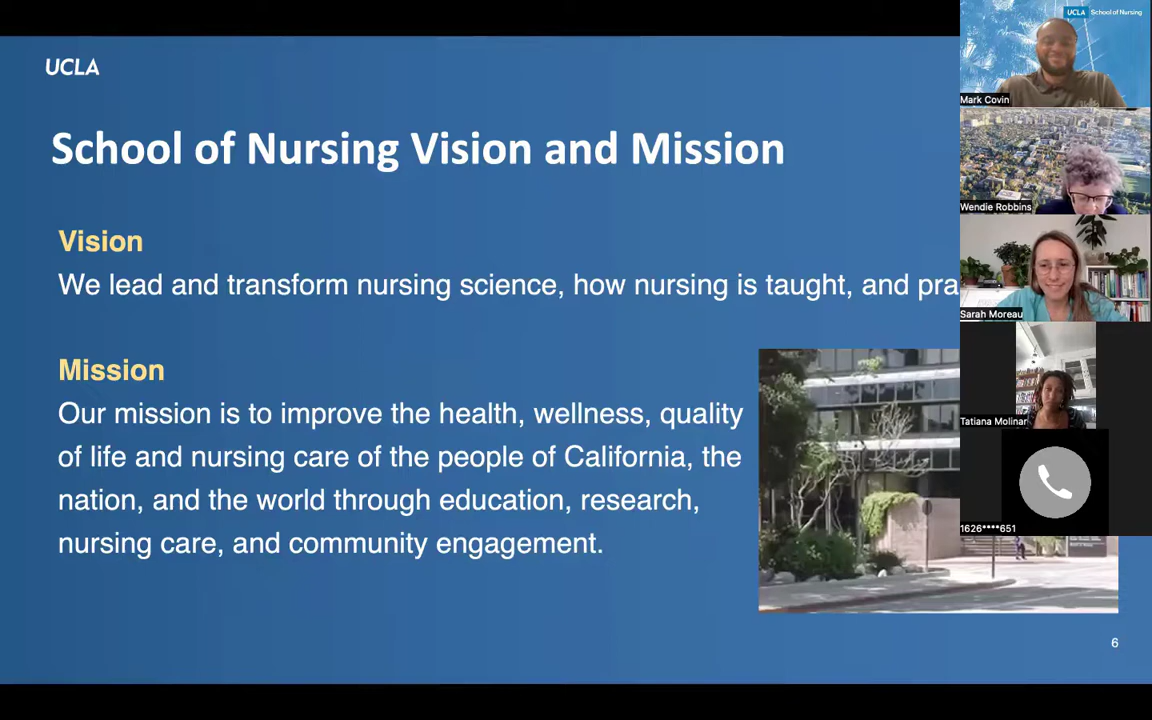 UCLA
School of Nursing Vision and Mission
Vision
We lead and transform nursing science, how nursing is taught, and pra
Mission
Our mission is to improve the health, wellness, quality
of life and nursing care of the people of California, the
nation, and the world through education, research,
nursing care, and community engagement.
6
UCLA School of Nursing
Mark Covin
Wendie Robbins
Sarah Moreau
Tatiana Molinar
1626****651